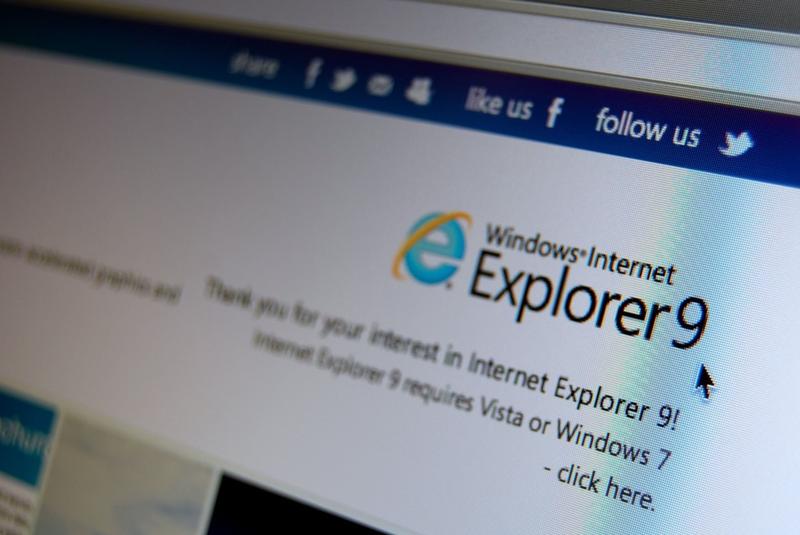 share
like us
follow us
Windows® Internet
Explorer 9
accelerated graphics and
Thank you for your interest in Internet Explorer 9!
Internet Explorer 9 requires Vista or Windows 7
- click here.